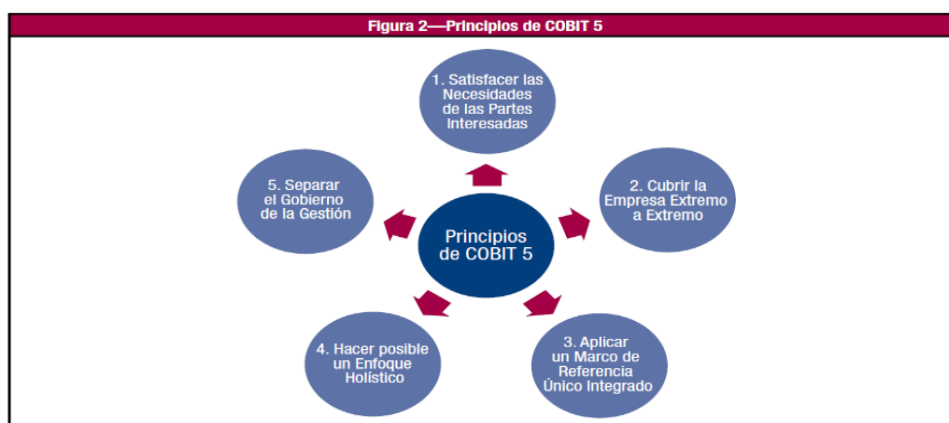 Figura 2—Principios de COBIT 5
1. Satisfacer las
Necesidades
de las Partes
Interesadas
5. Separar
el Gobierno
de la Gestión
2. Cubrir la
Empresa Extremo
a Extremo
Principios
de COBIT 5
4. Hacer posible
un Enfoque
Holístico
3. Aplicar
un Marco de
Referencia
Único Integrado